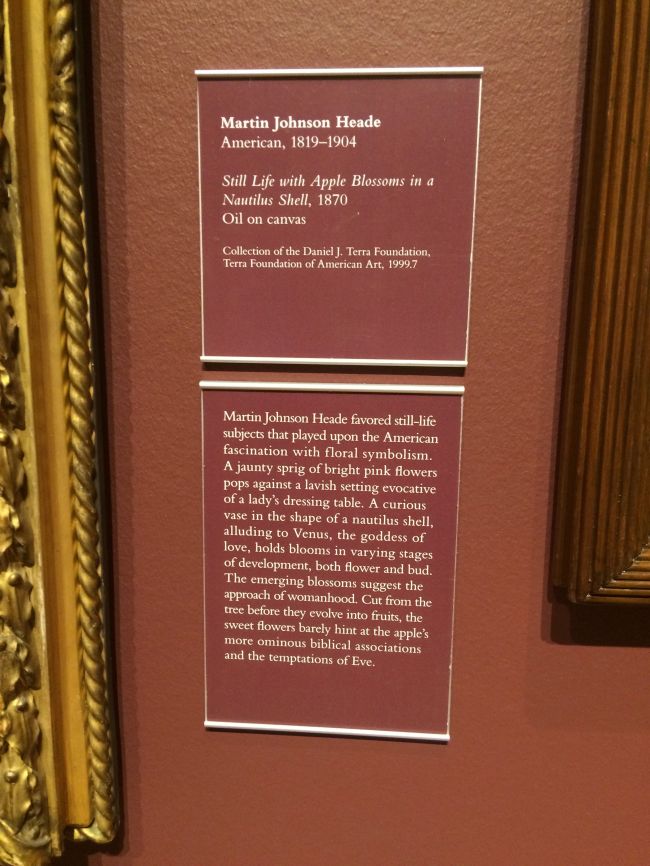 Martin Johnson Heade
American, 1819–1904
Still Life with Apple Blossoms in a
Nautilus Shell, 1870
Oil on canvas
Collection of the Daniel J. Terra Foundation,
Terra Foundation of American Art, 1999.7
Martin Johnson Heade favored still-life
subjects that played upon the American
fascination with floral symbolism.
A jaunty sprig of bright pink flowers
pops against a lavish setting evocative
of a lady's dressing table. A curious
vase in the shape of a nautilus shell,
alluding to Venus, the goddess of
love, holds blooms in varying stages
of development, both flower and bud.
The emerging blossoms suggest the
approach of womanhood. Cut from the
tree before they evolve into fruits, the
sweet flowers barely hint at the apple's
more ominous biblical associations
and the temptations of Eve.